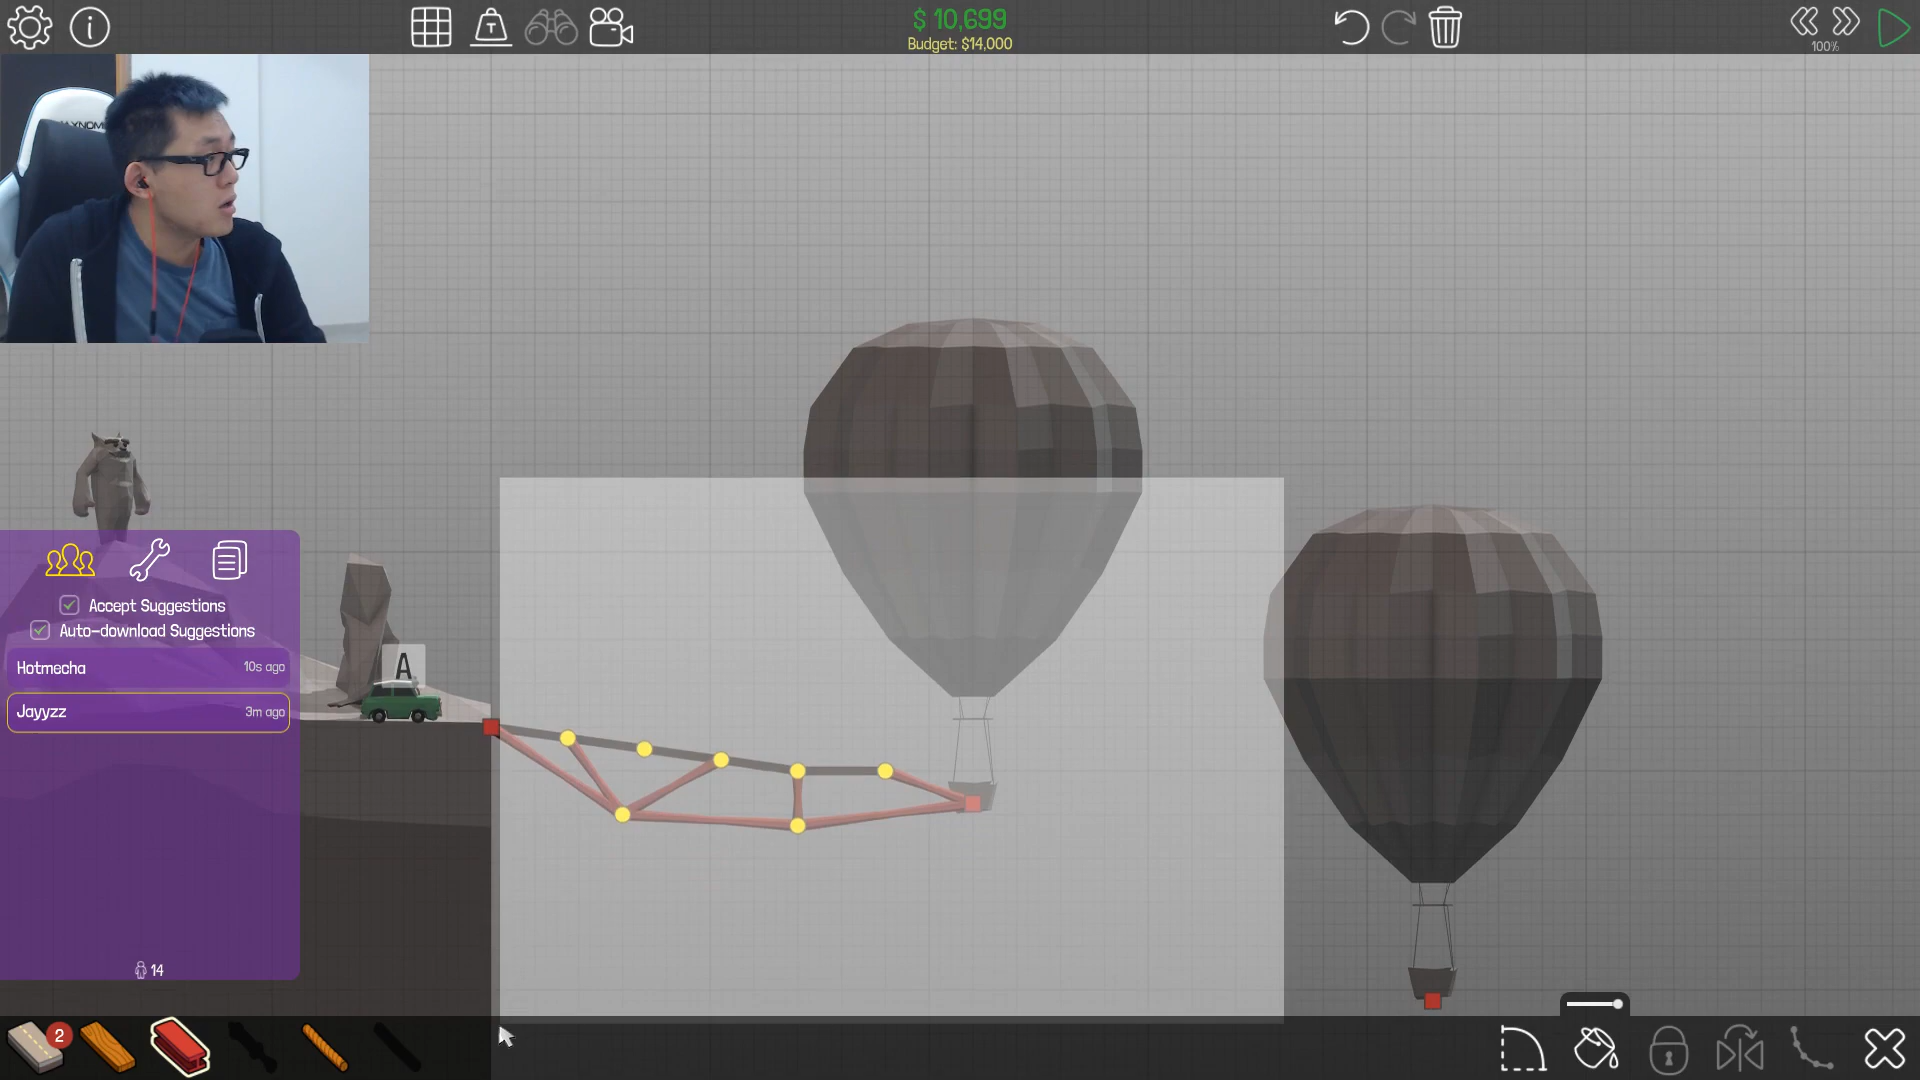 $ 10,699
Budget: $14,000
100%
Accept Suggestions
Auto-download Suggestions
Hotmecha
10s ago
A
Jayyzz
3m ago
14
2
T